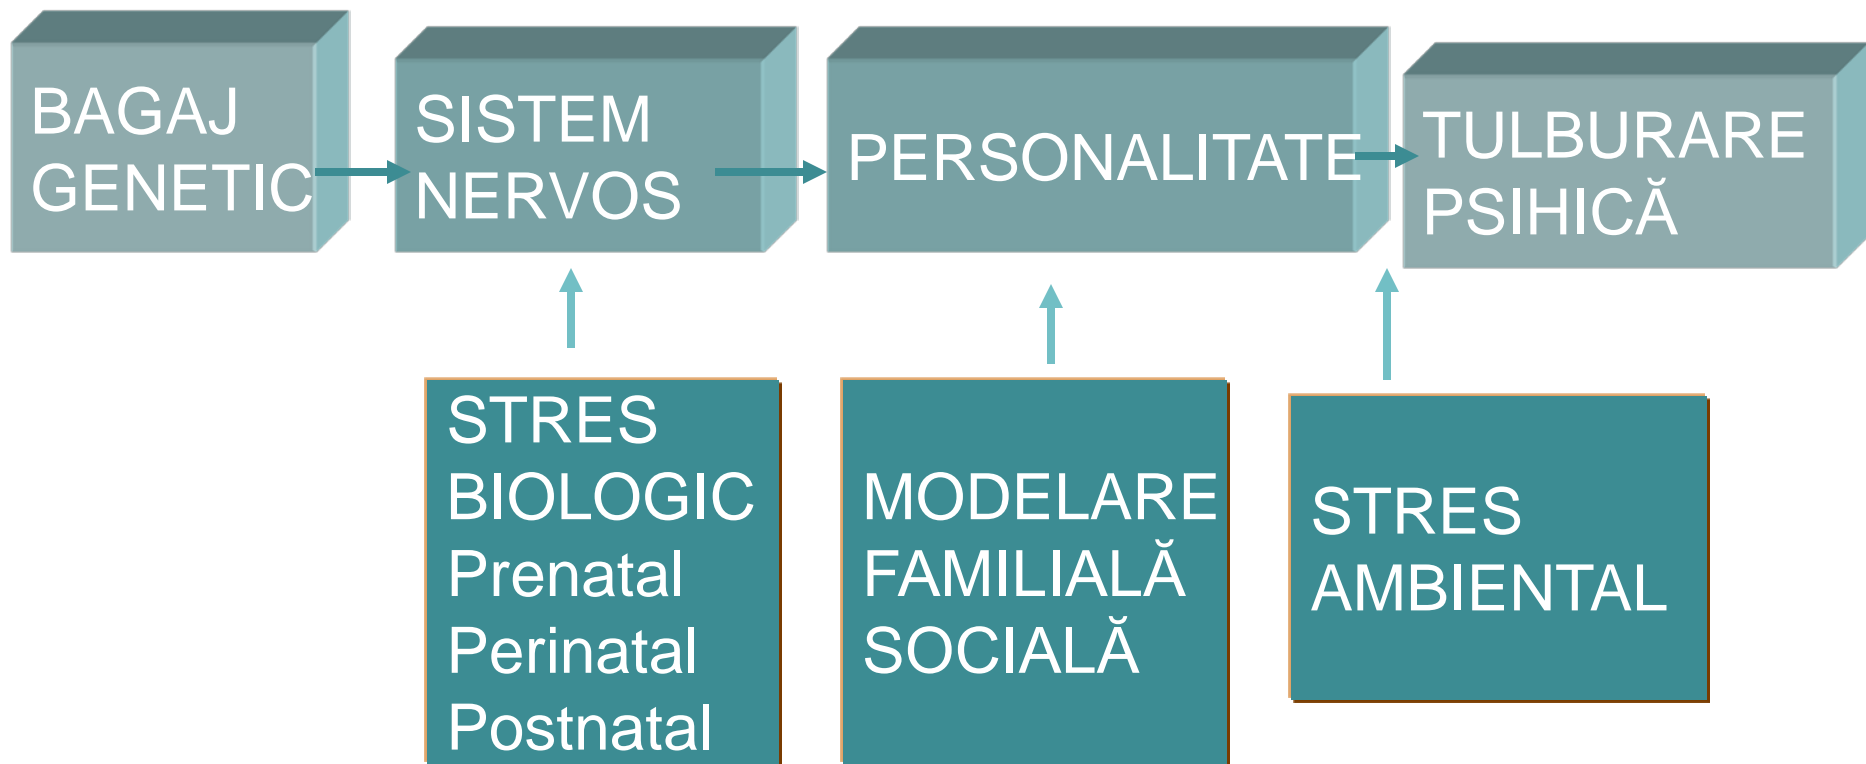 BAGAJ
GENETIC
SISTEM
NERVOS
PERSONALITATE
TULBURARE
PSIHICĂ
STRES
BIOLOGIC
Prenatal
Perinatal
Postnatal
MODELARE
FAMILIALĂ
SOCIALĂ
STRES
AMBIENTAL